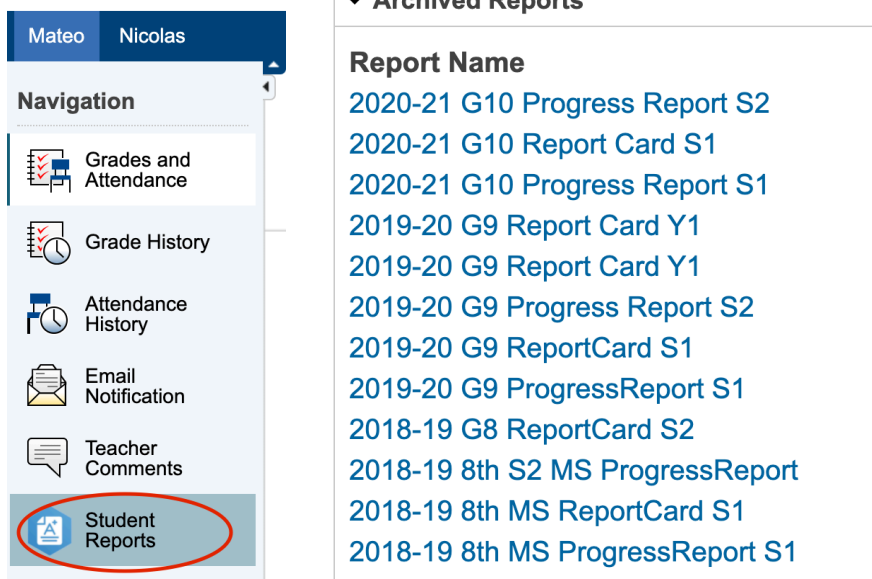 Mateo
Nicolas
Navigation
Grades and
Attendance
Grade History
Attendance
History
Email
Notification
Teacher
Comments
Student
Reports
Archived Reports
Report Name
2020-21 G10 Progress Report S2
2020-21 G10 Report Card S1
2020-21 G10 Progress Report S1
2019-20 G9 Report Card Y1
2019-20 G9 Report Card Y1
2019-20 G9 Progress Report S2
2019-20 G9 ReportCard S1
2019-20 G9 ProgressReport S1
2018-19 G8 ReportCard S2
2018-19 8th S2 MS ProgressReport
2018-19 8th MS ReportCard S1
2018-19 8th MS ProgressReport S1